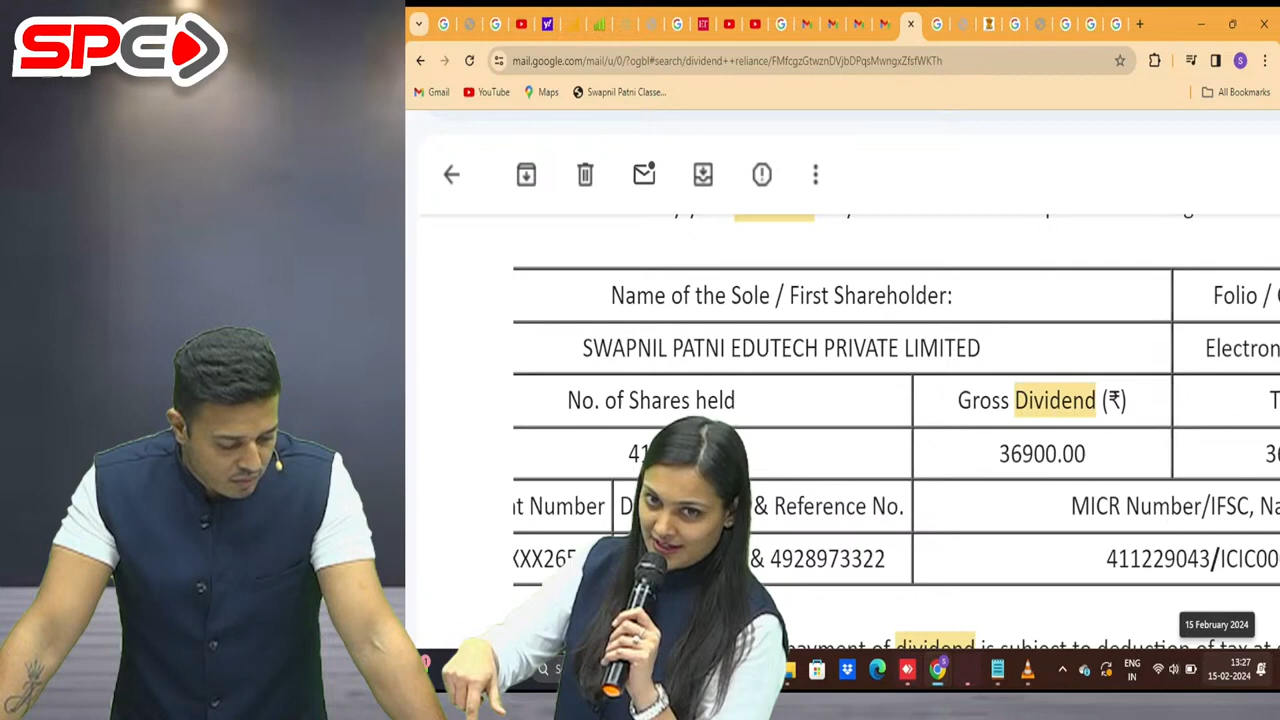 SPC
mail.google.com/mail/u/0/?ogbl#search/dividend++reliance/FMfcgzGtwznDVjbDPqsMwngxZfsfWKTh
Gmail YouTube Maps Swapnil Patni Classe... All Bookmarks
Name of the Sole / First Shareholder: Folio /
SWAPNIL PATNI EDUTECH PRIVATE LIMITED Electron
No. of Shares held Gross Dividend (₹) T
41 36900.00 36
nt Number D & Reference No. MICR Number/IFSC, Na
XXX265 & 4928973322 411229043/ICIC00
15 February 2024
payment of dividend is subject to deduction of tax at
ENG 13:27
IN 15-02-2024